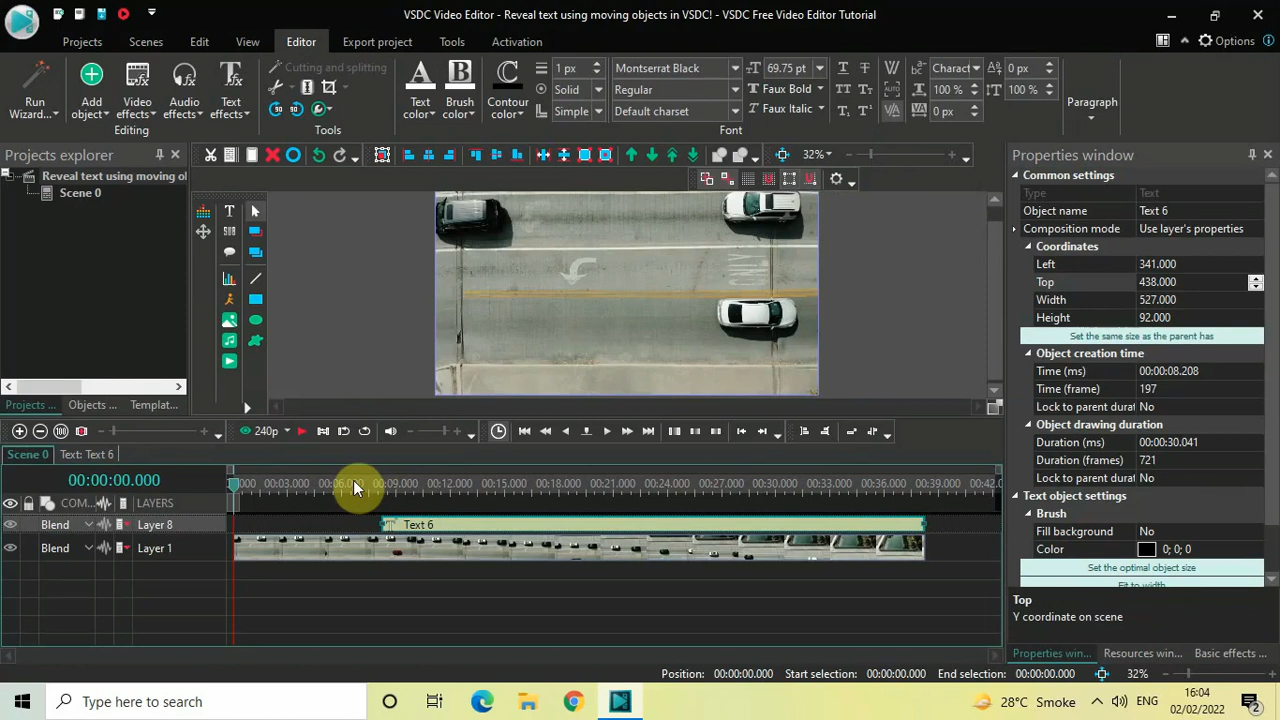 VSDC Video Editor - Reveal text using moving objects in VSDC! - VSDC Free Video Editor Tutorial
Projects Scenes Edit View Editor Export project Tools Activation
Options
Run Wizard...
Add object
Video effects
Audio effects
Text effects
Editing
Cutting and splitting
Tools
Text color
Brush color
Contour color
1 px
Solid
Simple
Montserrat Black
Regular
Default charset
69.75 pt
Faux Bold
Faux Italic
Font
Charact
100 %
0 px
0 px
100 %
Paragraph
Projects explorer
Reveal text using moving ol
Scene 0
32%
Projects ... Objects ... Templat...
240p
Scene 0 Text: Text 6
00:00:00.000
000 00:03.000 00:06.000 00:09.000 00:12.000 00:15.000 00:18.000 00:21.000 00:24.000 00:27.000 00:30.000 00:33.000 00:36.000 00:39.000 00:42.0
COM... LAYERS
Blend Layer 8 Text 6
Blend Layer 1
Properties window
Common settings
Type Text
Object name Text 6
Composition mode Use layer's properties
Coordinates
Left 341.000
Top 438.000
Width 527.000
Height 92.000
Set the same size as the parent has
Object creation time
Time (ms) 00:00:08.208
Time (frame) 197
Lock to parent durat No
Object drawing duration
Duration (ms) 00:00:30.041
Duration (frames) 721
Lock to parent durat No
Text object settings
Brush
Fill background No
Color 0; 0; 0
Set the optimal object size
Fit to width
Top
Y coordinate on scene
Properties win... Resources win... Basic effects ...
Position: 00:00:00.000 Start selection: 00:00:00.000 End selection: 00:00:00.000 32%
Type here to search
28°C Smoke
ENG
16:04
02/02/2022
2